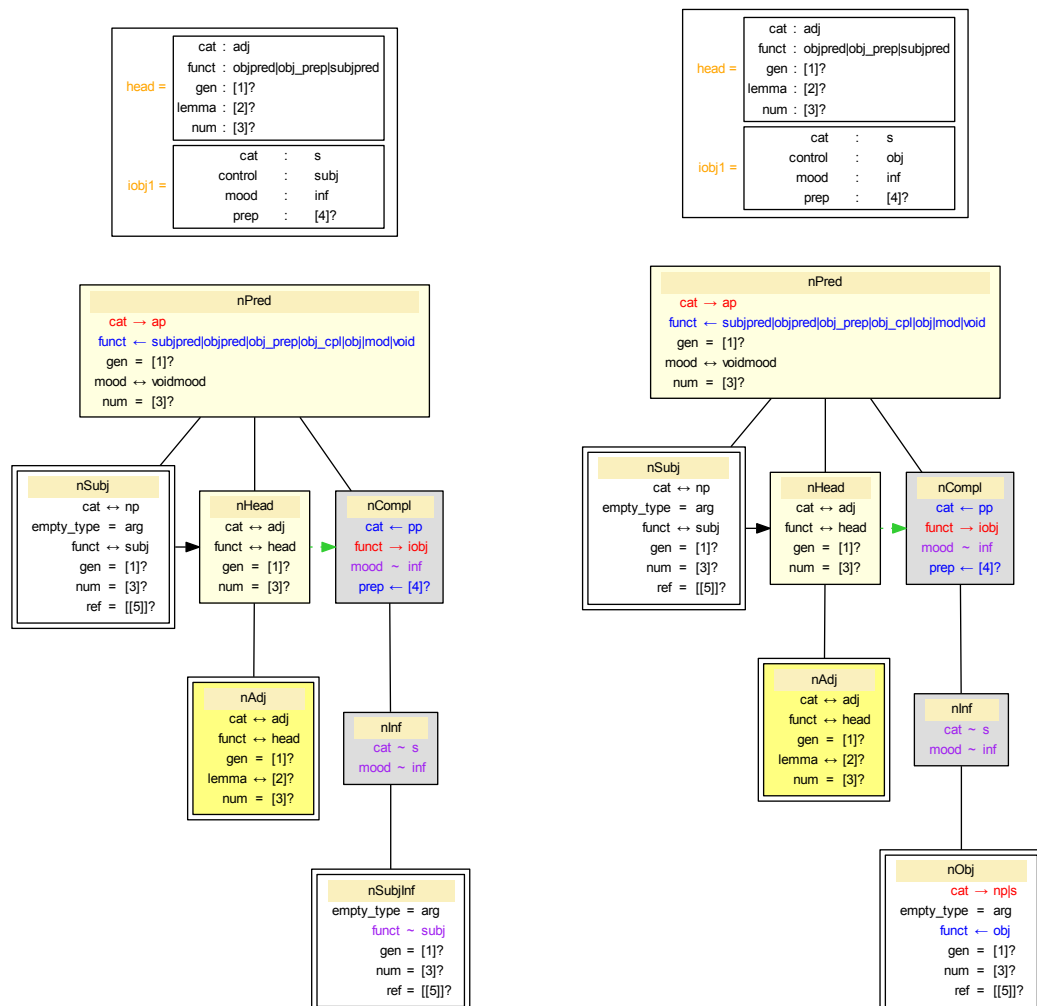 cat : adj
funct : objpred|obj_prep|subjpred
head =
gen : [1]?
lemma : [2]?
num : [3]?
cat : s
control : subj
iobj1 =
mood : inf
prep : [4]?
nPred
cat → ap
funct ← subjpred|objpred|obj_prep|obj_cpl|obj|mod|void
gen = [1]?
mood ↔ voidmood
num = [3]?
nSubj
cat ↔ np
empty_type = arg
funct ↔ subj
gen = [1]?
num = [3]?
ref = [[5]]?
nHead
cat ↔ adj
funct ↔ head
gen = [1]?
num = [3]?
nCompl
cat ← pp
funct → iobj
mood ~ inf
prep ← [4]?
nAdj
cat ↔ adj
funct ↔ head
gen = [1]?
lemma ↔ [2]?
num = [3]?
nInf
cat ~ s
mood ~ inf
nSubjInf
empty_type = arg
funct ~ subj
gen = [1]?
num = [3]?
ref = [[5]]?
cat : adj
funct : objpred|obj_prep|subjpred
head =
gen : [1]?
lemma : [2]?
num : [3]?
cat : s
control : obj
iobj1 =
mood : inf
prep : [4]?
nPred
cat → ap
funct ← subjpred|objpred|obj_prep|obj_cpl|obj|mod|void
gen = [1]?
mood ↔ voidmood
num = [3]?
nSubj
cat ↔ np
empty_type = arg
funct ↔ subj
gen = [1]?
num = [3]?
ref = [[5]]?
nHead
cat ↔ adj
funct ↔ head
gen = [1]?
num = [3]?
nCompl
cat ← pp
funct → iobj
mood ~ inf
prep ← [4]?
nAdj
cat ↔ adj
funct ↔ head
gen = [1]?
lemma ↔ [2]?
num = [3]?
nInf
cat ~ s
mood ~ inf
nObj
cat → np|s
empty_type = arg
funct ← obj
gen = [1]?
num = [3]?
ref = [[5]]?